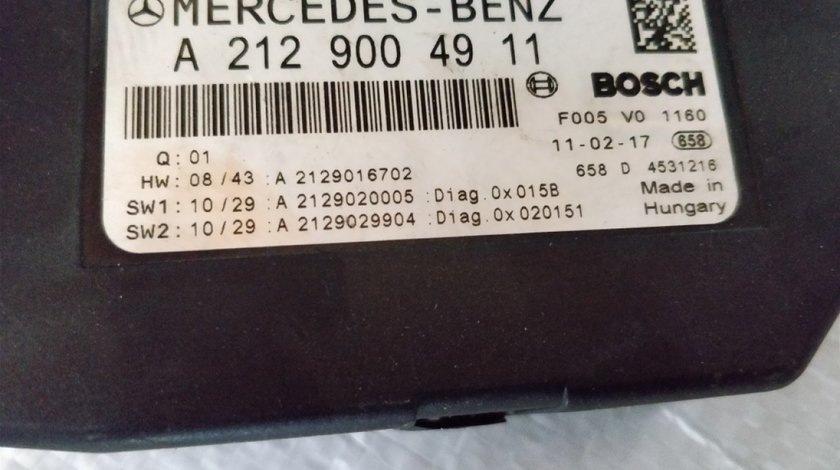 MERCEDES-BENZ
A 212 900 49 11
BOSCH
F005 V0 1160
11-02-17 658
658 D 4531216
Made in
Hungary
Q: 01
HW: 08/43 :A 2129016702
SW1: 10/29 :A 2129020005 :Diag.0x015B
SW2: 10/29 :A 2129029904 :Diag.0x020151